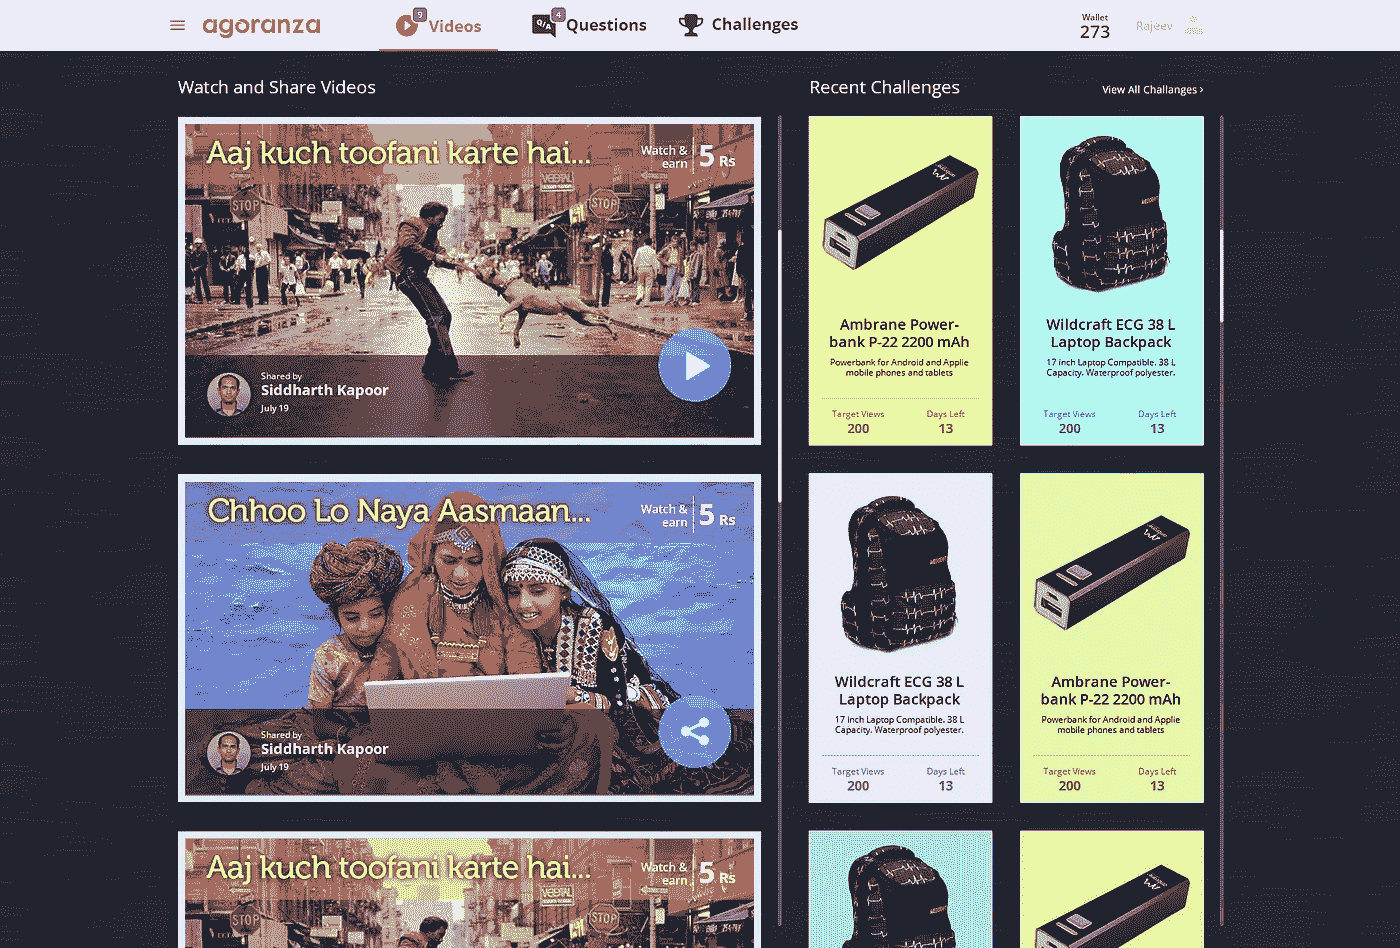 agoranza
9
Videos
4
Q/A
Questions
Challenges
Wallet
273
Rajeev
Watch and Share Videos
Aaj kuch toofani karte hai...
Watch &
earn
5 Rs
STOP
STOP
Shared by
Siddharth Kapoor
July 19
Chhoo Lo Naya Aasmaan...
Watch &
earn
5 Rs
Shared by
Siddharth Kapoor
July 19
Aaj kuch toofani karte hai...
Watch &
earn
5 Rs
STOP
STOP
Recent Challenges
View All Challanges ›
Ambrane Power-
bank P-22 2200 mAh
Powerbank for Android and Applie
mobile phones and tablets
Target Views
Days Left
200
13
Wildcraft ECG 38 L
Laptop Backpack
17 inch Laptop Compatible. 38 L
Capacity. Waterproof polyester.
Target Views
Days Left
200
13
Wildcraft ECG 38 L
Laptop Backpack
17 inch Laptop Compatible. 38 L
Capacity. Waterproof polyester.
Target Views
Days Left
200
13
Ambrane Power-
bank P-22 2200 mAh
Powerbank for Android and Applie
mobile phones and tablets
Target Views
Days Left
200
13